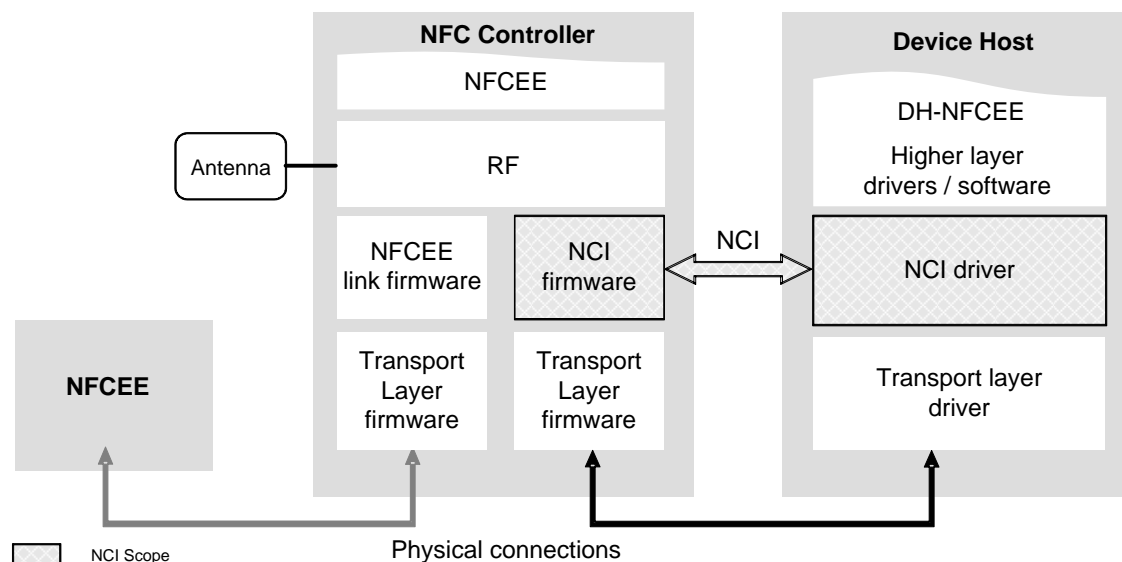 NFC Controller
NFCEE
RF
Antenna
NFCEE
link firmware
NCI
firmware
Transport
Layer
firmware
Transport
Layer
firmware
NCI
Device Host
DH-NFCEE
Higher layer
drivers / software
NCI driver
Transport layer
driver
NFCEE
Physical connections
NCI Scope